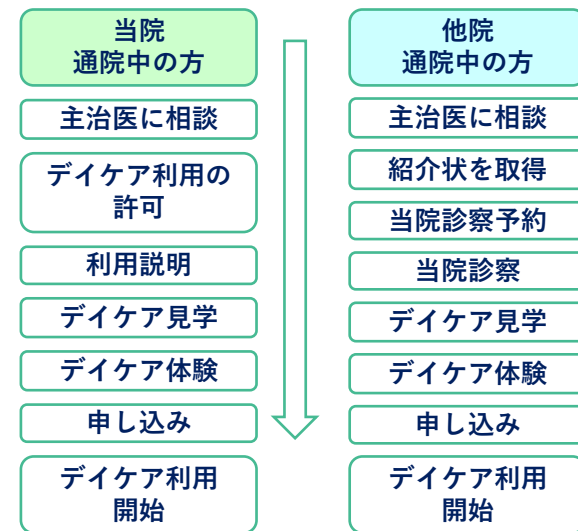 当院
通院中の方
主治医に相談
デイケア利用の
許可
利用説明
デイケア見学
デイケア体験
申し込み
デイケア利用
開始
他院
通院中の方
主治医に相談
紹介状を取得
当院診察予約
当院診察
デイケア見学
デイケア体験
申し込み
デイケア利用
開始